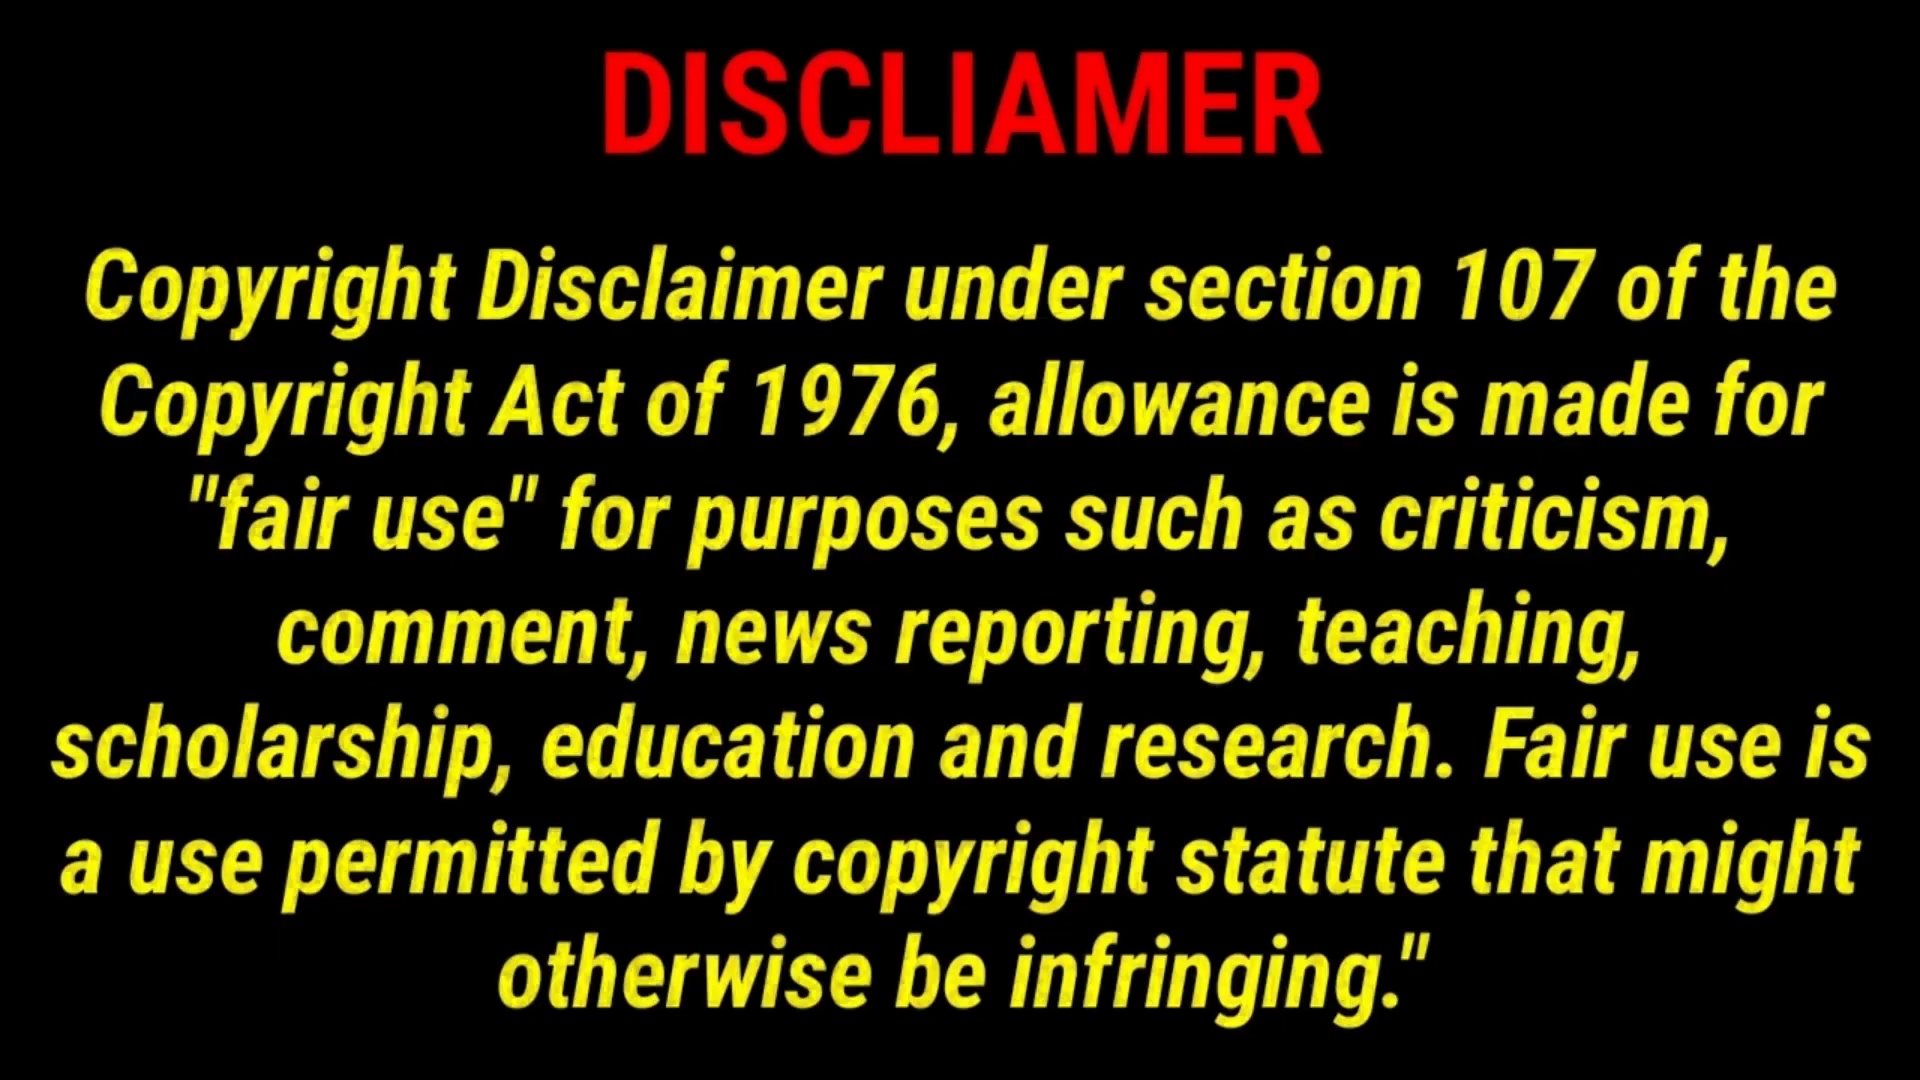 DISCLIAMER
Copyright Disclaimer under section 107 of the
Copyright Act of 1976, allowance is made for
"fair use" for purposes such as criticism,
comment, news reporting, teaching,
scholarship, education and research. Fair use is
a use permitted by copyright statute that might
otherwise be infringing."